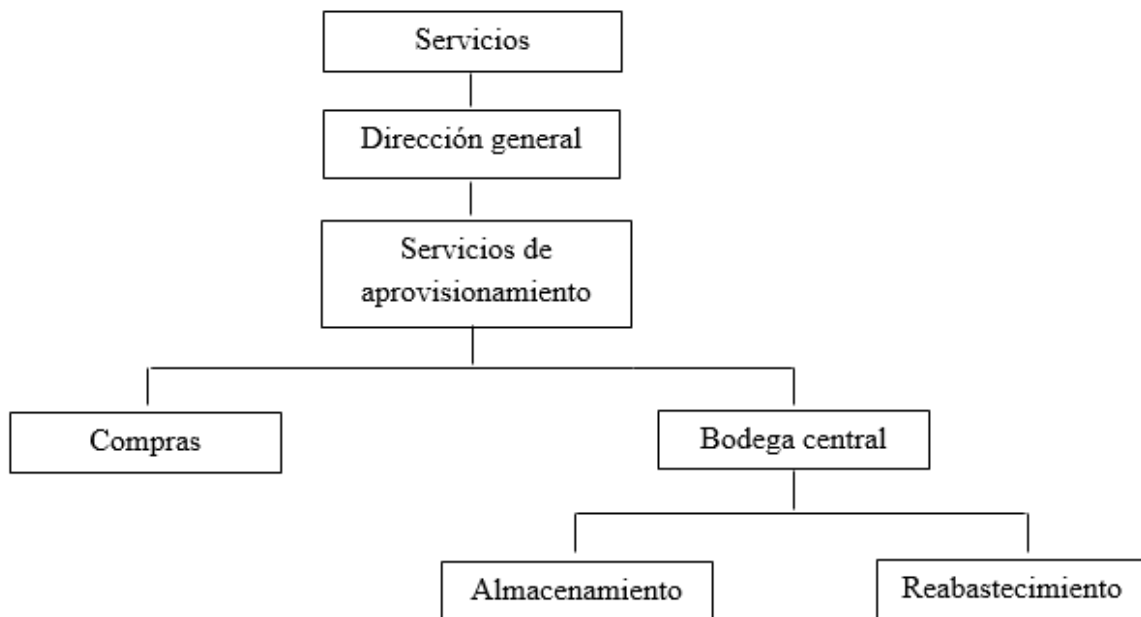 Servicios
Dirección general
Servicios de
aprovisionamiento
Compras
Bodega central
Almacenamiento
Reabastecimiento